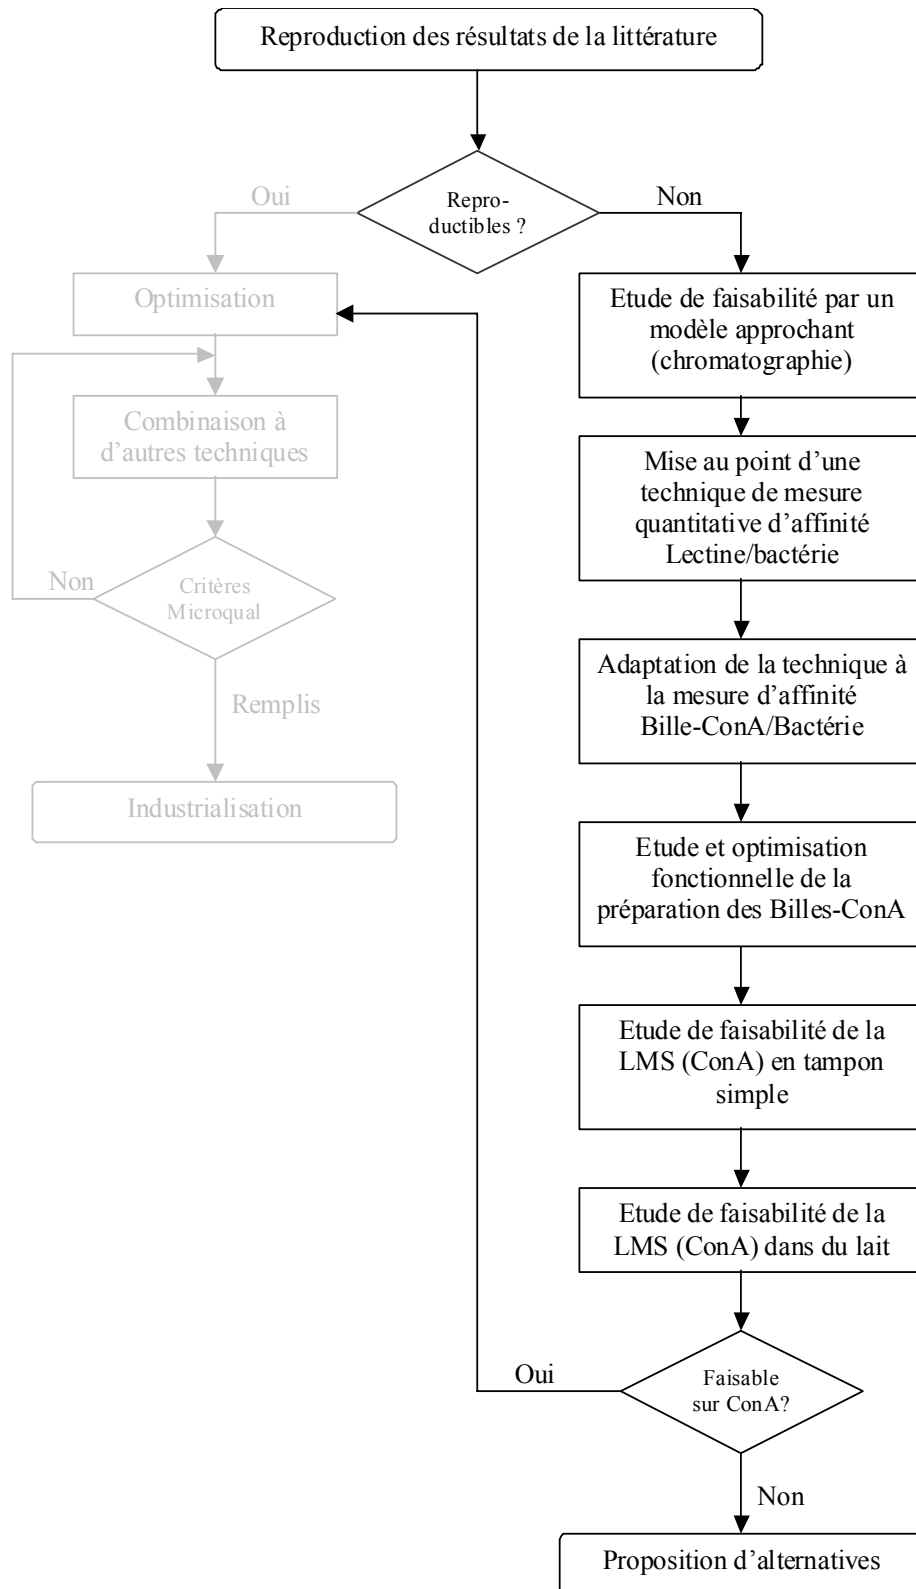 Reproduction des résultats de la littérature
Repro-
ductibles ?
Oui
Non
Optimisation
Combinaison à
d'autres techniques
Critères
Microqual
Non
Remplis
Industrialisation
Etude de faisabilité par un
modèle approchant
(chromatographie)
Mise au point d'une
technique de mesure
quantitative d'affinité
Lectine/bactérie
Adaptation de la technique à
la mesure d'affinité
Bille-ConA/Bactérie
Etude et optimisation
fonctionnelle de la
préparation des Billes-ConA
Etude de faisabilité de la
LMS (ConA) en tampon
simple
Etude de faisabilité de la
LMS (ConA) dans du lait
Faisable
sur ConA?
Oui
Non
Proposition d'alternatives